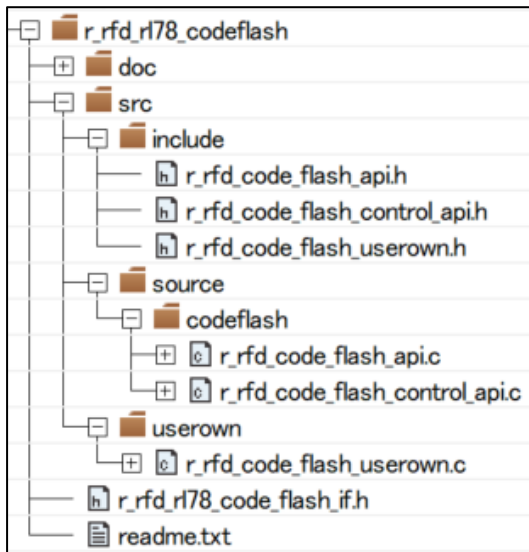 r_rfd_rl78_codeflash
doc
src
include
r_rfd_code_flash_api.h
r_rfd_code_flash_control_api.h
r_rfd_code_flash_userown.h
source
codeflash
r_rfd_code_flash_api.c
r_rfd_code_flash_control_api.c
userown
r_rfd_code_flash_userown.c
r_rfd_rl78_code_flash_if.h
readme.txt